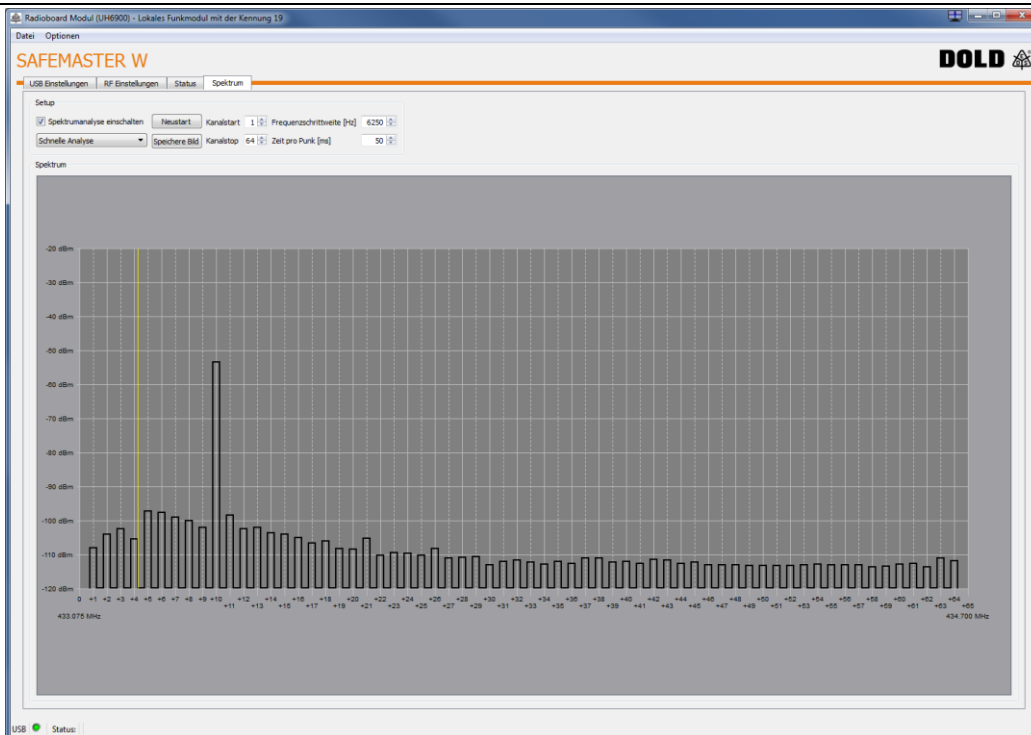 Radioboard Modul (UH6900) - Lokales Funkmodul mit der Kennung 19
Datei Optionen
SAFEMASTER W
DOLD
USB Einstellungen RF Einstellungen Status Spektrum
Setup
Spektrumanalyse einschalten Neustart Kanalstart 1 Frequenzschrittweite [Hz] 6250
Schnelle Analyse Speichere Bild Kanalstop 64 Zeit pro Punk [ms] 50
Spektrum
-20 dBm
-30 dBm
-40 dBm
-50 dBm
-60 dBm
-70 dBm
-80 dBm
-90 dBm
-100 dBm
-110 dBm
-120 dBm
0 +1 +2 +3 +4 +5 +6 +7 +8 +9 +10 +12 +14 +16 +18 +20 +22 +24 +26 +28 +30 +32 +34 +36 +38 +40 +42 +44 +46 +48 +50 +52 +54 +56 +58 +60 +62 +64
+11 +13 +15 +17 +19 +21 +23 +25 +27 +29 +31 +33 +35 +37 +39 +41 +43 +45 +47 +49 +51 +53 +55 +57 +59 +61 +63 +65
433.075 MHz 434.700 MHz
USB Status: